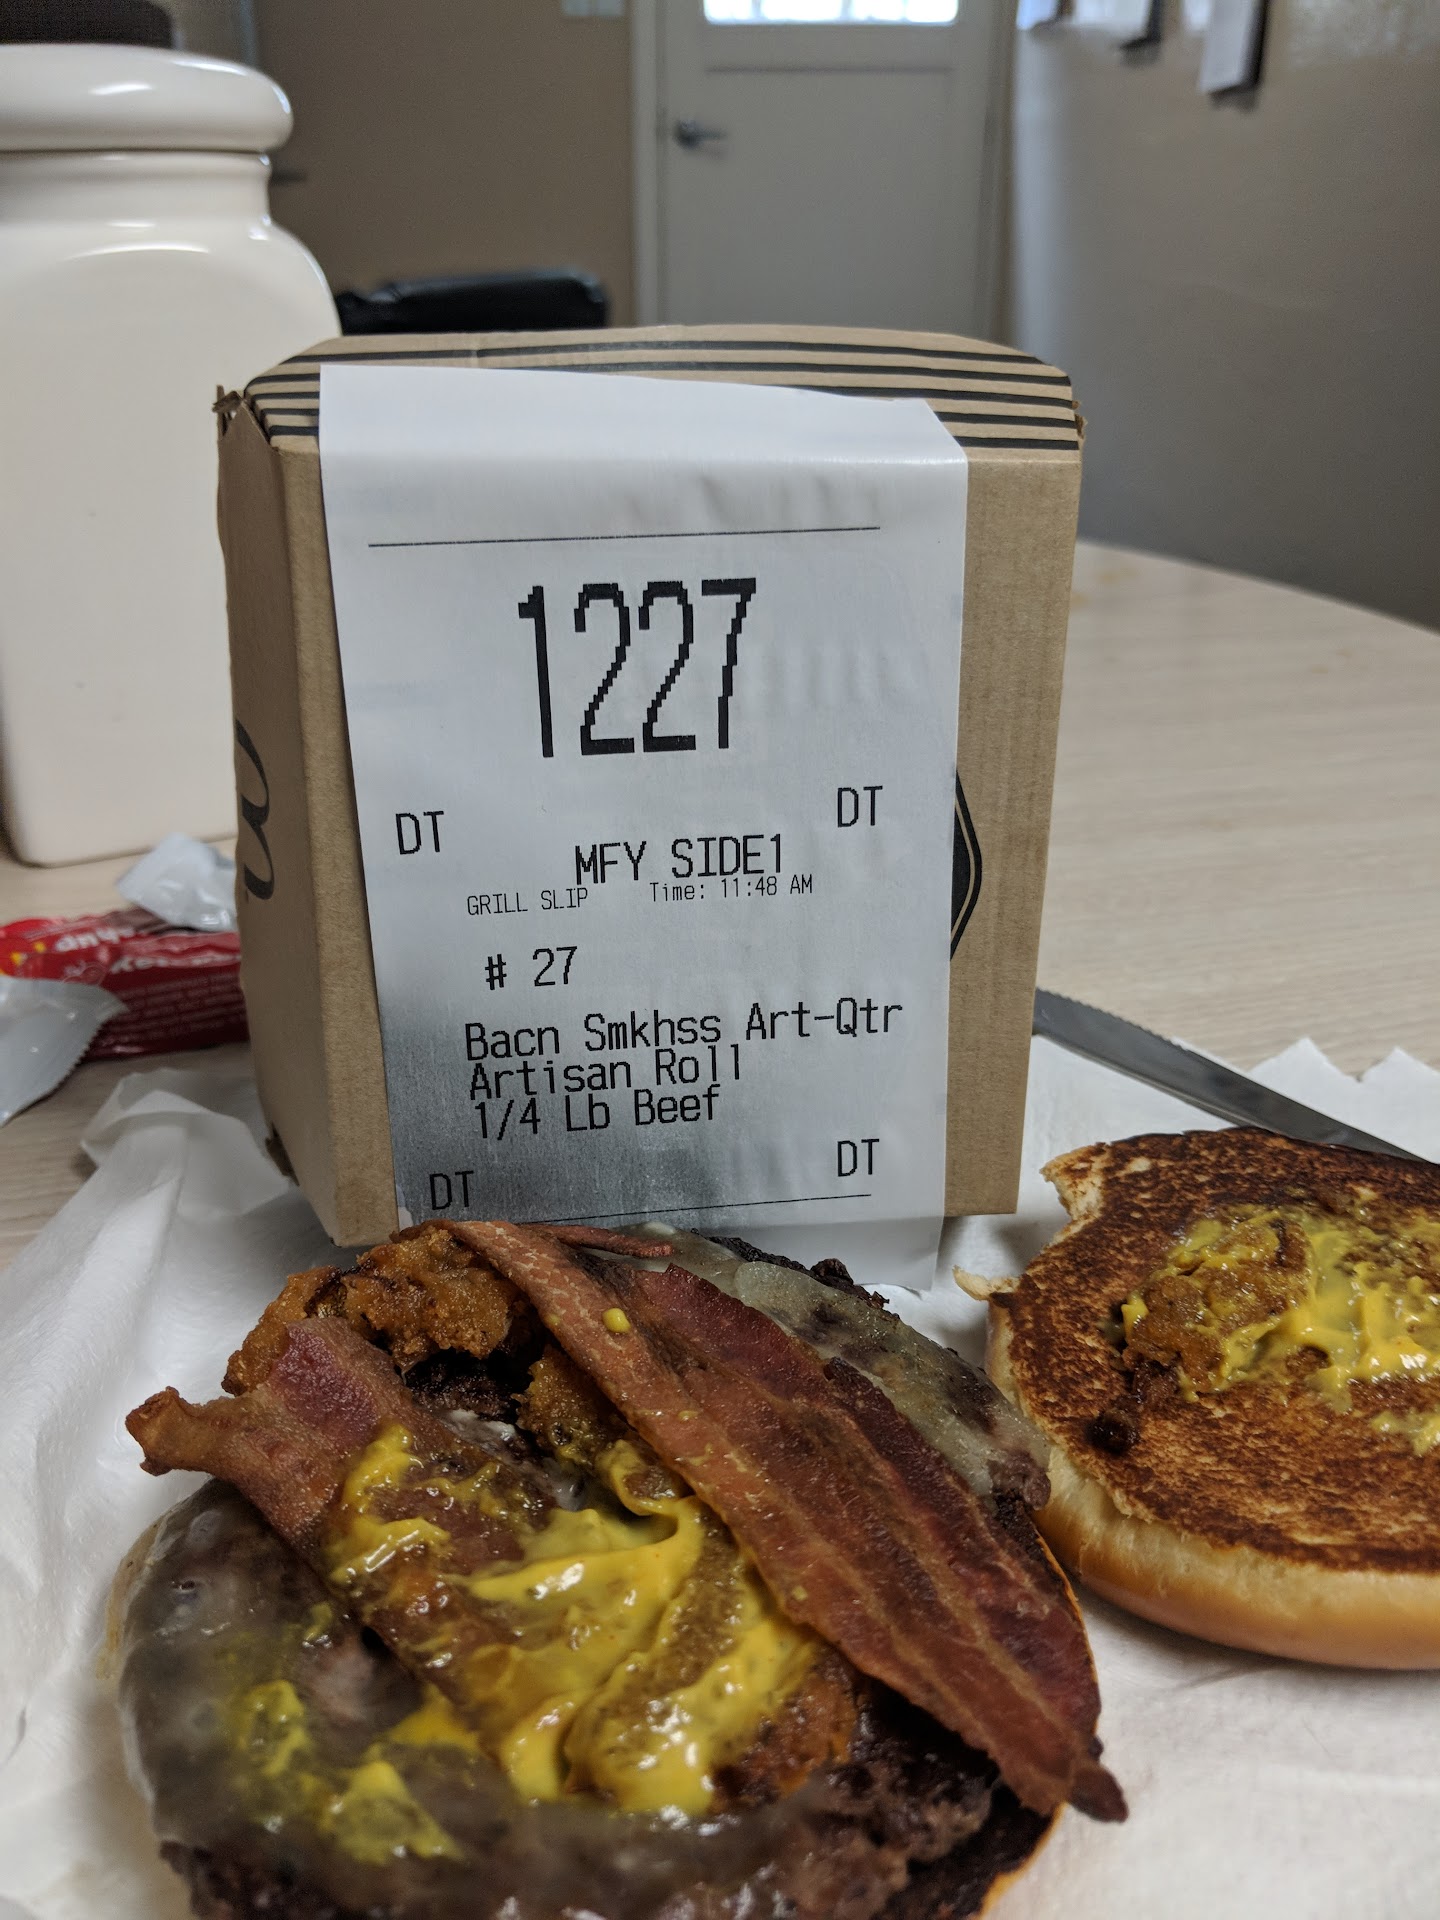 1227
DT DT
MFY SIDE1
GRILL SLIP Time: 11:48 AM
# 27
Bacn Smkhss Art-Qtr
Artisan Roll
1/4 Lb Beef
DT DT
m
Ketchup